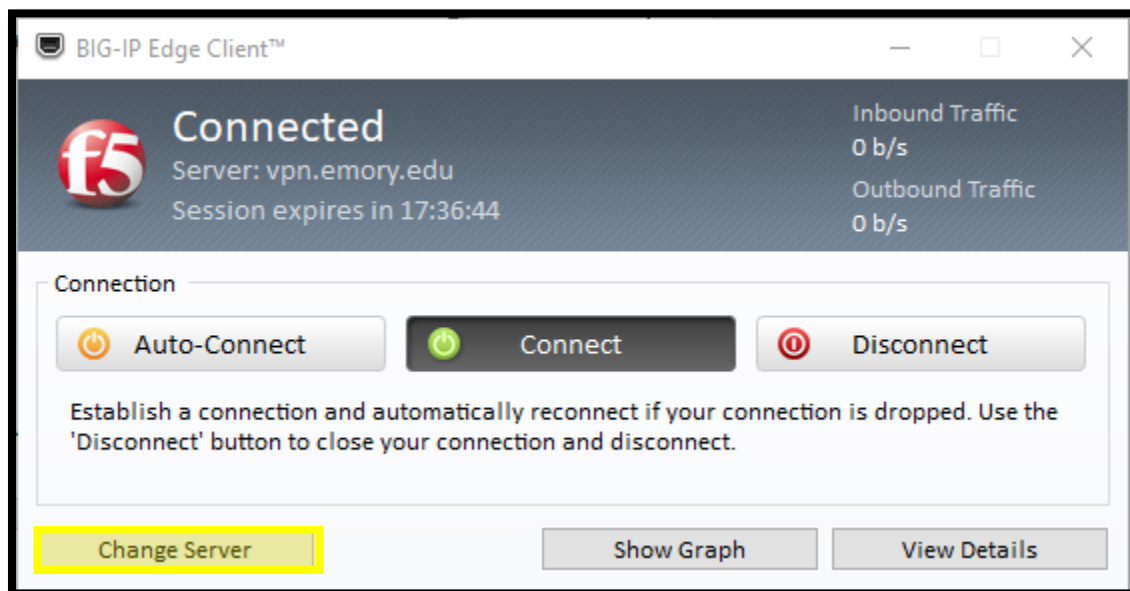 BIG-IP Edge Client™
f5
Connected
Server: vpn.emory.edu
Session expires in 17:36:44
Inbound Traffic
0 b/s
Outbound Traffic
0 b/s
Connection
Auto-Connect
Connect
Disconnect
Establish a connection and automatically reconnect if your connection is dropped. Use the
'Disconnect' button to close your connection and disconnect.
Change Server
Show Graph
View Details